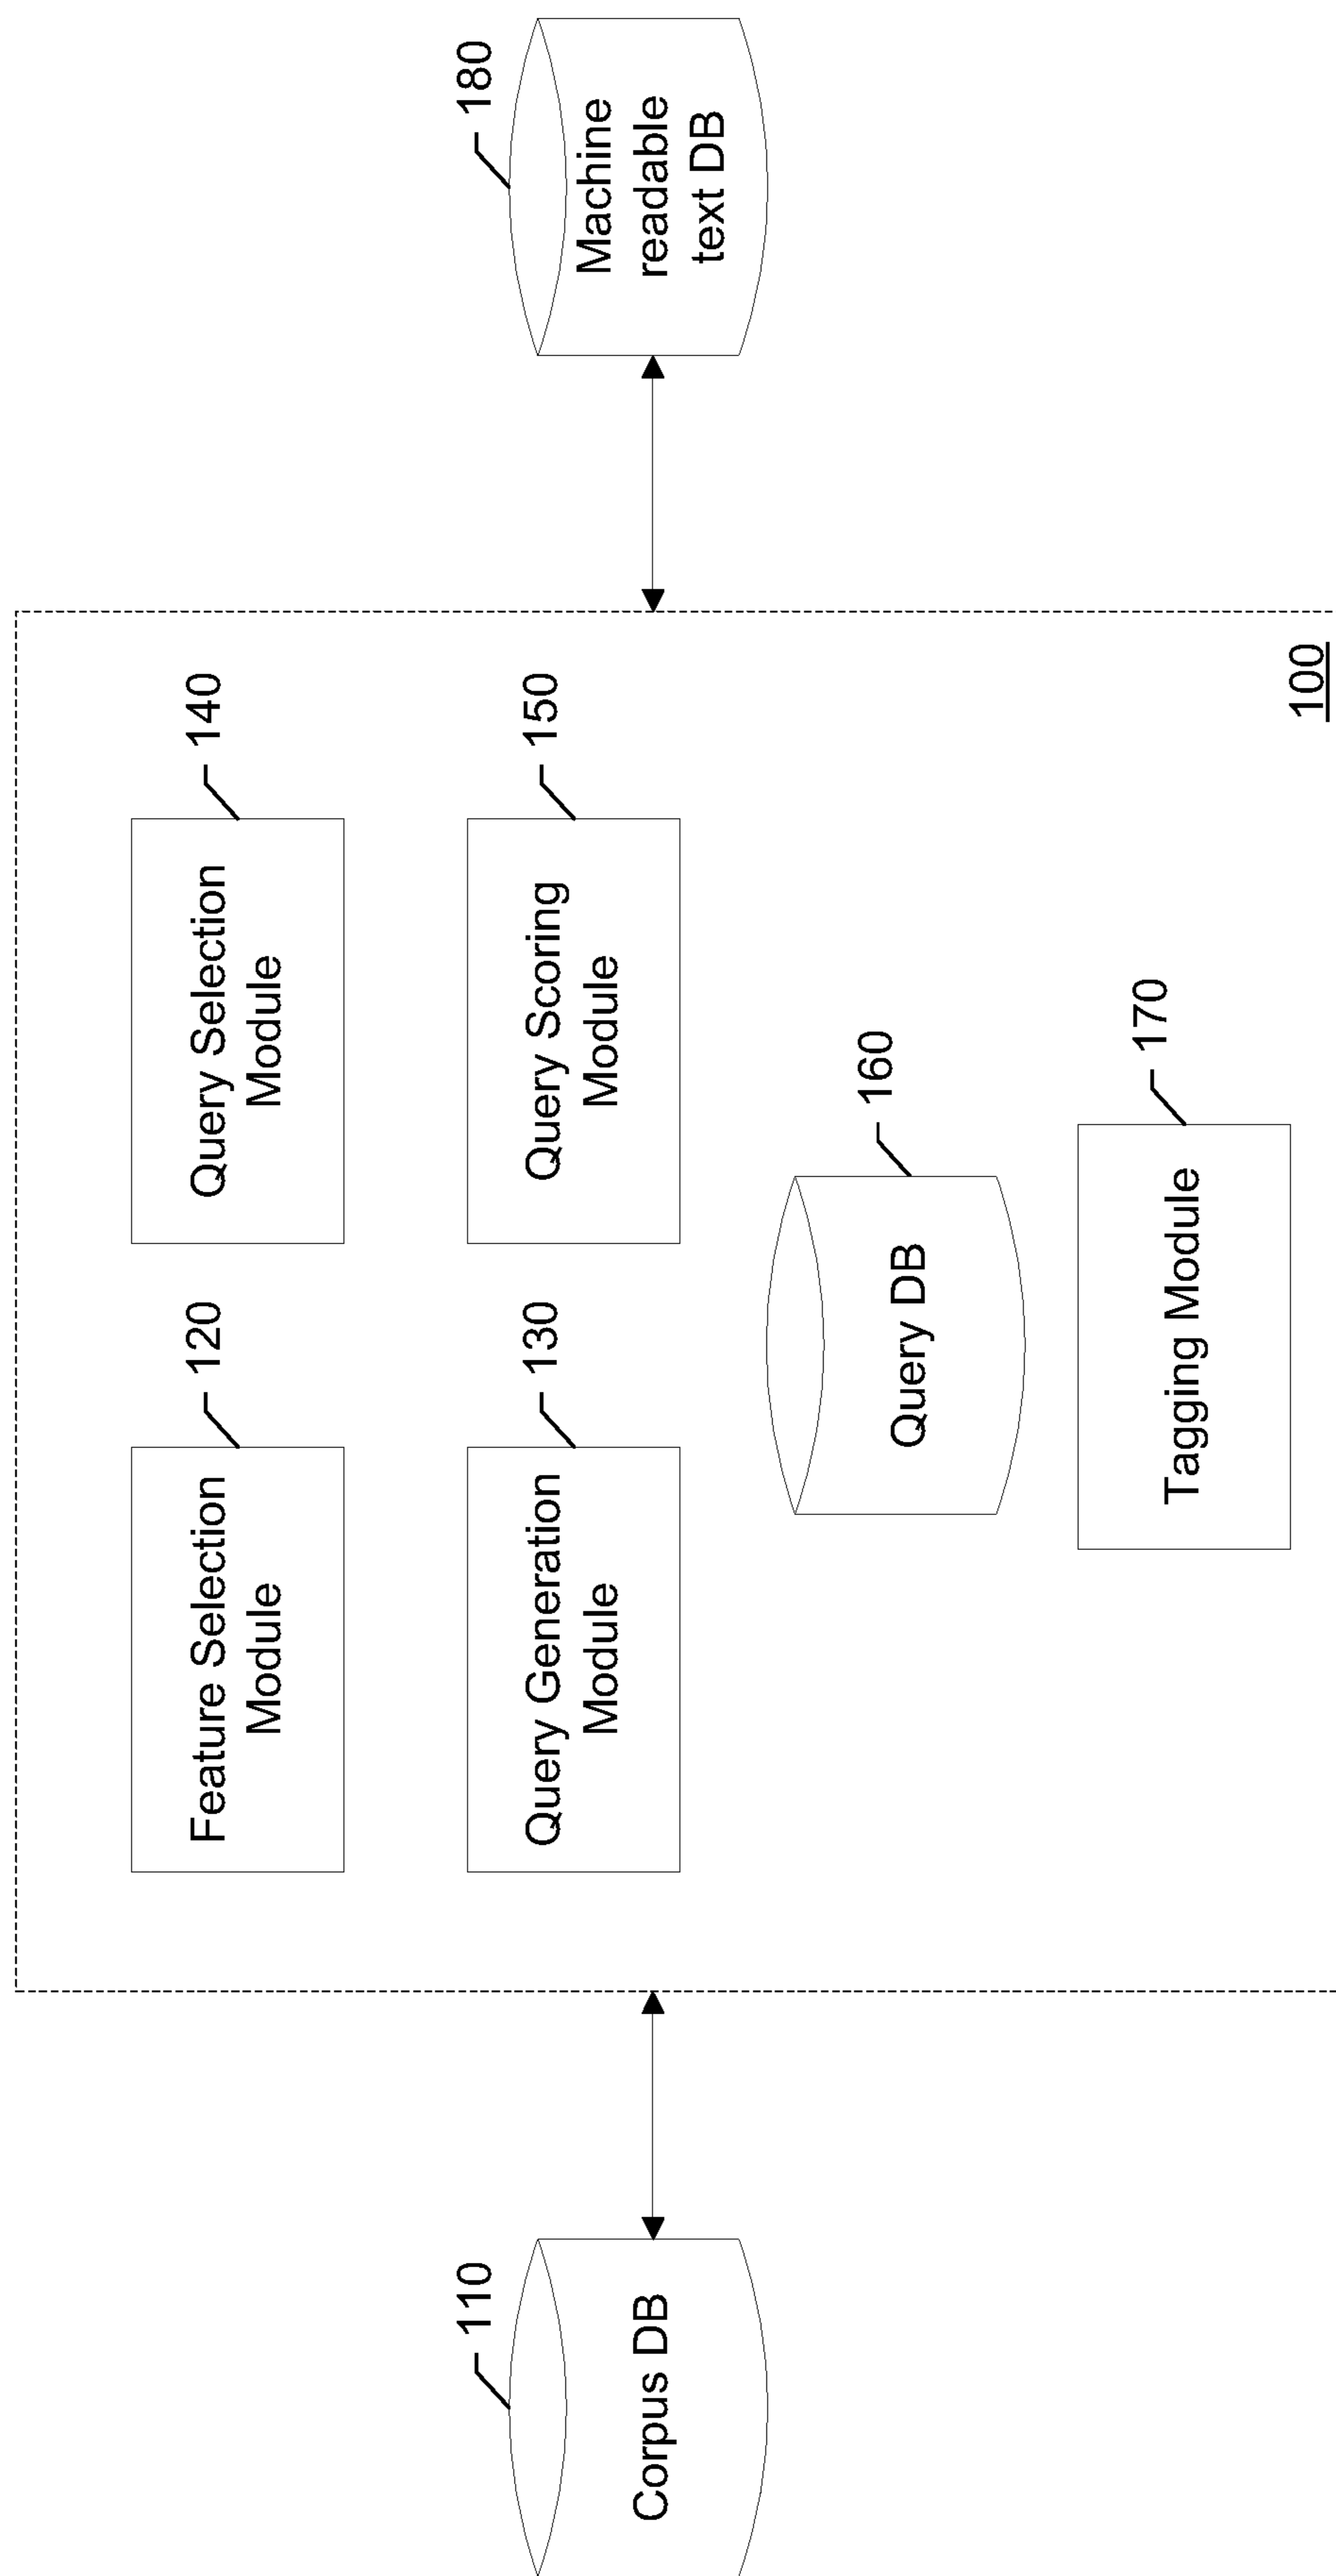 110
Corpus DB
120
Feature Selection
Module
140
Query Selection
Module
130
Query Generation
Module
150
Query Scoring
Module
160
Query DB
170
Tagging Module
100
180
Machine
readable
text DB